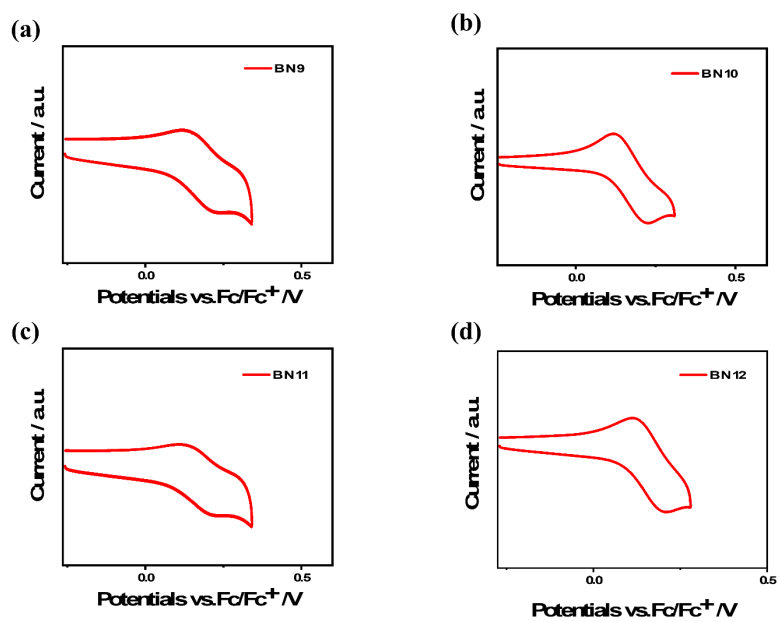 (a)
BN9
Current / a.u.
0.0 0.5
Potentials vs.Fc/Fc+ /V
(b)
BN10
Current / a.u.
0.0 0.5
Potentials vs.Fc/Fc+ /V
(c)
BN11
Current / a.u.
0.0 0.5
Potentials vs.Fc/Fc+ /V
(d)
BN12
Current / a.u.
0.0 0.5
Potentials vs.Fc/Fc+ /V